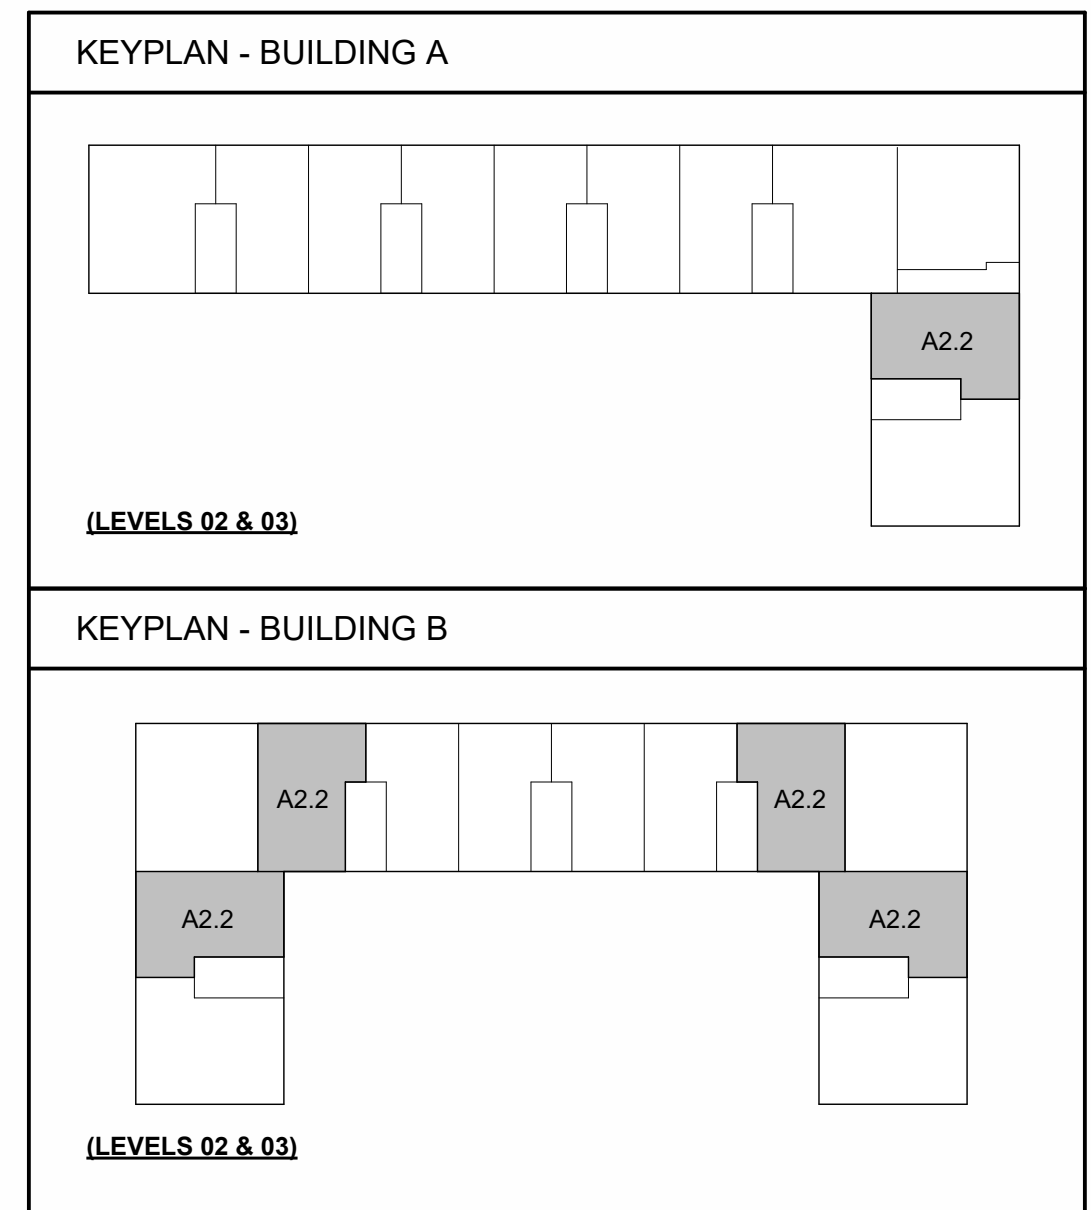 KEYPLAN - BUILDING A
A2.2
(LEVELS 02 & 03)
KEYPLAN - BUILDING B
A2.2 A2.2
A2.2 A2.2
(LEVELS 02 & 03)